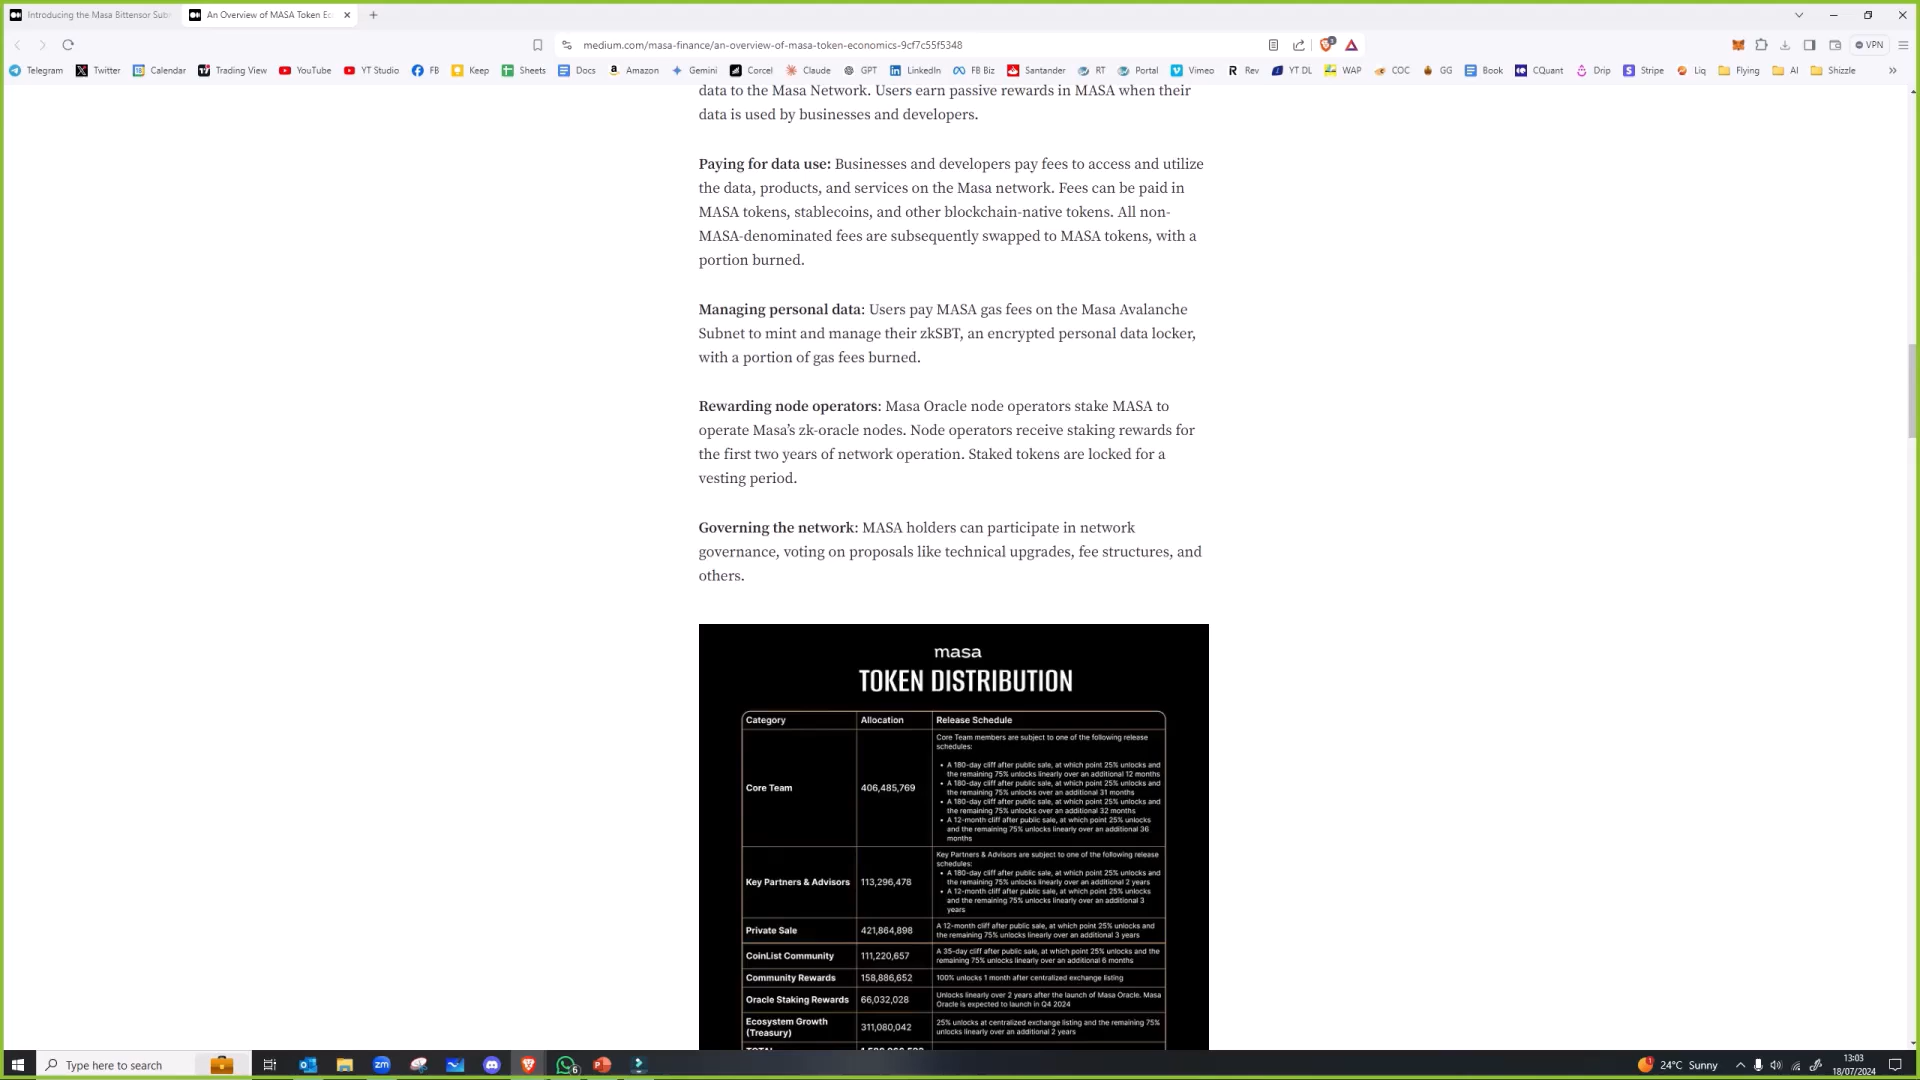 Introducing the Masa Bittensor Sub
An Overview of MASA Token Ec
medium.com/masa-finance/an-overview-of-masa-token-economics-9cf7c55f5348
VPN
Telegram Twitter Calendar Trading View YouTube YT Studio FB Keep Sheets Docs Amazon Gemini Corcel Claude GPT LinkedIn FB Biz Santander RT Portal Vimeo Rev YT DL WAP COC GG Book CQuant Drip Stripe Liq Flying AI Shizzle
data to the Masa Network. Users earn passive rewards in MASA when their
data is used by businesses and developers.
Paying for data use: Businesses and developers pay fees to access and utilize
the data, products, and services on the Masa network. Fees can be paid in
MASA tokens, stablecoins, and other blockchain-native tokens. All non-
MASA-denominated fees are subsequently swapped to MASA tokens, with a
portion burned.
Managing personal data: Users pay MASA gas fees on the Masa Avalanche
Subnet to mint and manage their zkSBT, an encrypted personal data locker,
with a portion of gas fees burned.
Rewarding node operators: Masa Oracle node operators stake MASA to
operate Masa’s zk-oracle nodes. Node operators receive staking rewards for
the first two years of network operation. Staked tokens are locked for a
vesting period.
Governing the network: MASA holders can participate in network
governance, voting on proposals like technical upgrades, fee structures, and
others.
masa
TOKEN DISTRIBUTION
Category Allocation Release Schedule
Core Team 406,485,769
Core Team members are subject to one of the following release
schedules:
• A 180-day cliff after public sale, at which point 25% unlocks and
the remaining 75% unlocks linearly over an additional 12 months
• A 180-day cliff after public sale, at which point 25% unlocks and
the remaining 75% unlocks over an additional 31 months
• A 180-day cliff after public sale, at which point 25% unlocks and
the remaining 75% unlocks over an additional 32 months
• A 12-month cliff after public sale, at which point 25% unlocks
and the remaining 75% unlocks linearly over an additional 36
months
Key Partners & Advisors 113,296,478
Key Partners & Advisors are subject to one of the following release
schedules:
• A 180-day cliff after public sale, at which point 25% unlocks and
the remaining 75% unlocks linearly over an additional 2 years
• A 12-month cliff after public sale, at which point 25% unlocks
and the remaining 75% unlocks linearly over an additional 3
years
Private Sale 421,864,898
A 12-month cliff after public sale, at which point 25% unlocks and
the remaining 75% unlocks linearly over an additional 3 years
CoinList Community 111,220,657
A 35-day cliff after public sale, at which point 25% unlocks and the
remaining 75% unlocks linearly over an additional 6 months
Community Rewards 158,886,652 100% unlocks 1 month after centralized exchange listing
Oracle Staking Rewards 66,032,028
Unlocks linearly over 2 years after the launch of Masa Oracle. Masa
Oracle is expected to launch in Q4 2024
Ecosystem Growth
(Treasury)
311,080,042
25% unlocks at centralized exchange listing and the remaining 75%
unlocks linearly over an additional 2 years
Type here to search
zm
6
24°C Sunny
13:03
18/07/2024